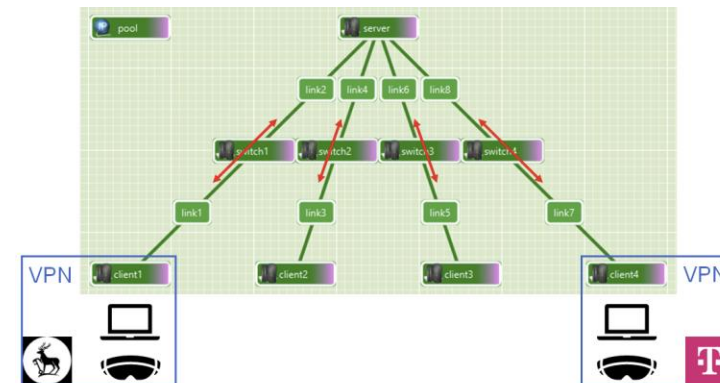 pool
server
link2
link4
link6
link8
switch1
switch2
switch3
switch4
link1
link3
link5
link7
client1
client2
client3
client4
VPN
VPN
T